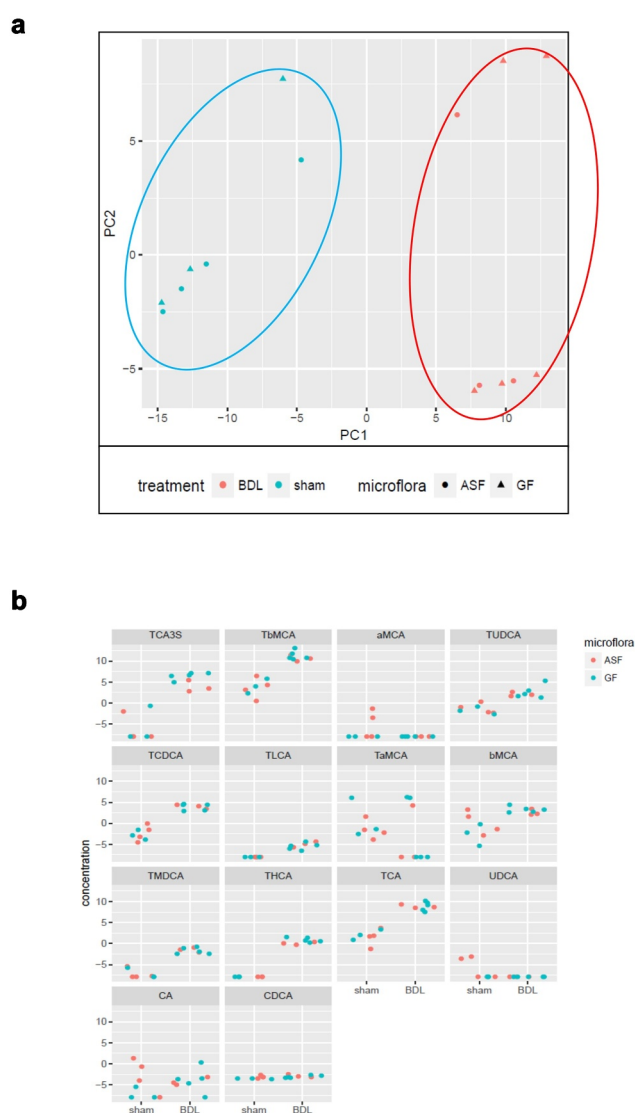 a
PC2
5
0
−5
−15
−10
−5
0
5
10
PC1
treatment BDL sham microflora ASF GF
b
TCA3S TbMCA aMCA TUDCA
microflora
ASF
GF
10
5
0
−5
TCDCA TLCA TaMCA bMCA
10
5
0
−5
concentration
TMDCA THCA TCA UDCA
10
5
0
−5
sham BDL sham BDL
CA CDCA
10
5
0
−5
sham BDL sham BDL